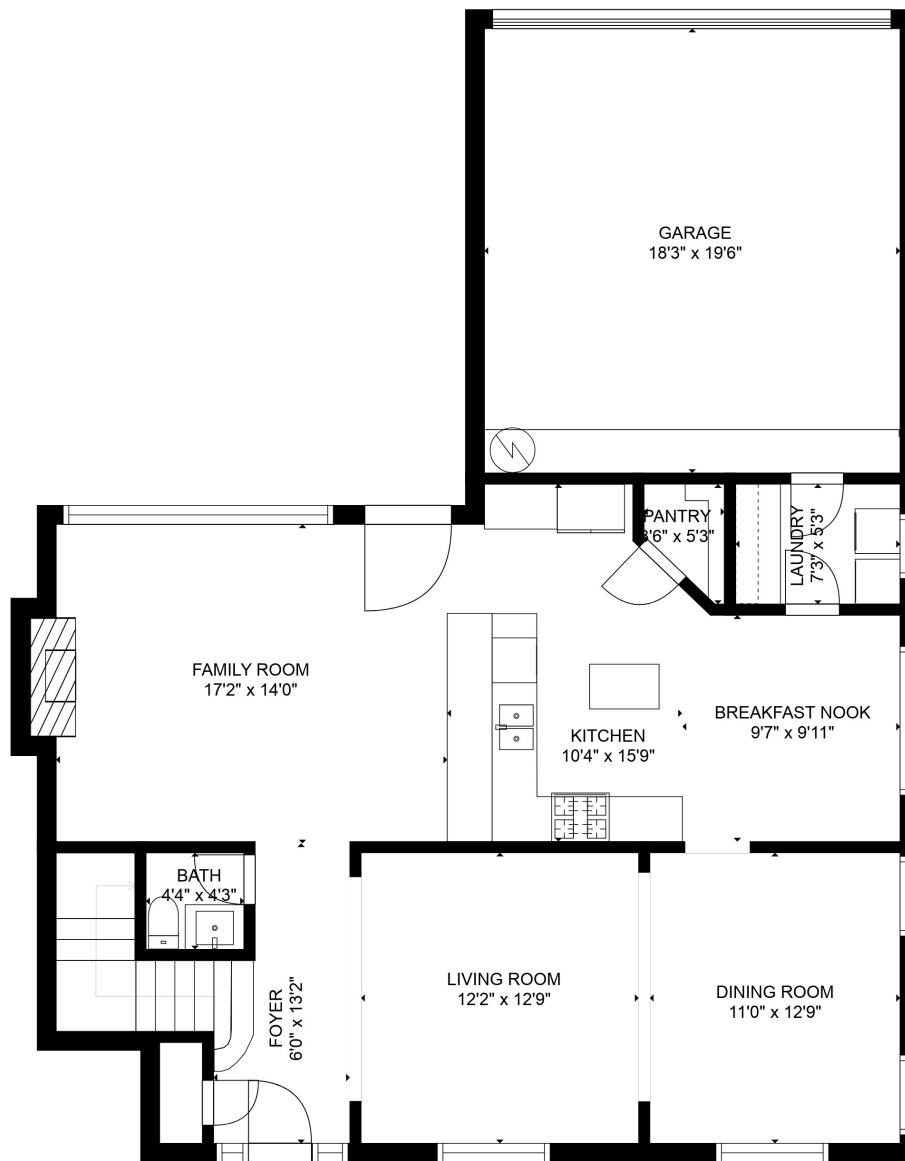 GARAGE
18'3" x 19'6"
PANTRY
3'6" x 5'3"
LAUNDRY
7'3" x 5'3"
FAMILY ROOM
17'2" x 14'0"
KITCHEN
10'4" x 15'9"
BREAKFAST NOOK
9'7" x 9'11"
BATH
4'4" x 4'3"
FOYER
6'0" x 13'2"
LIVING ROOM
12'2" x 12'9"
DINING ROOM
11'0" x 12'9"